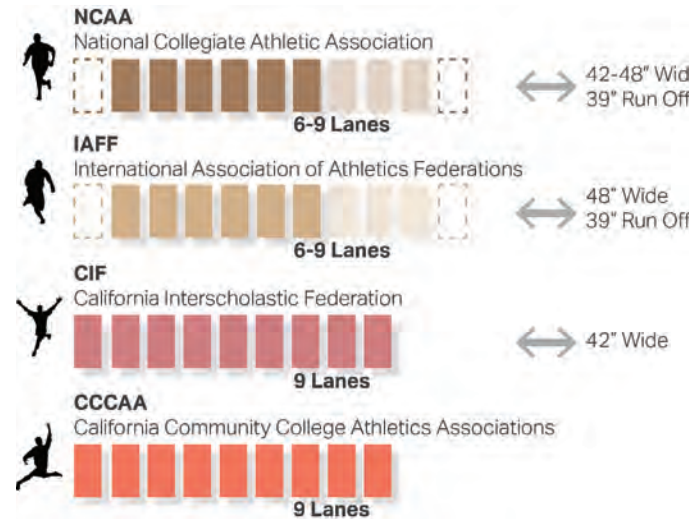 NCAA
National Collegiate Athletic Association
42-48" Wid
39" Run Off
6-9 Lanes
IAFF
International Association of Athletics Federations
48" Wide
39" Run Off
6-9 Lanes
CIF
California Interscholastic Federation
42" Wide
9 Lanes
CCCAA
California Community College Athletics Associations
9 Lanes